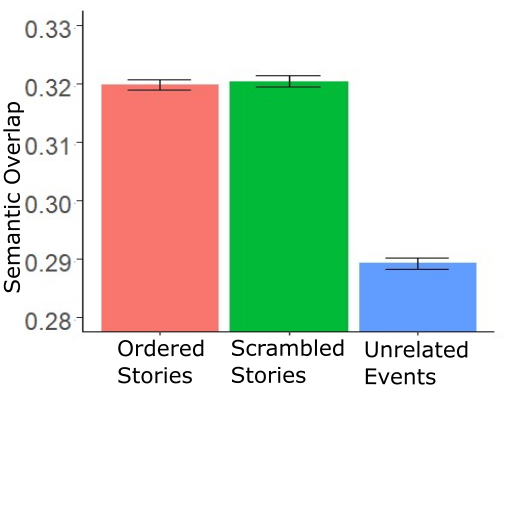 0.33
0.32
0.31
0.30
0.29
0.28
Semantic Overlap
Ordered
Stories
Scrambled
Stories
Unrelated
Events